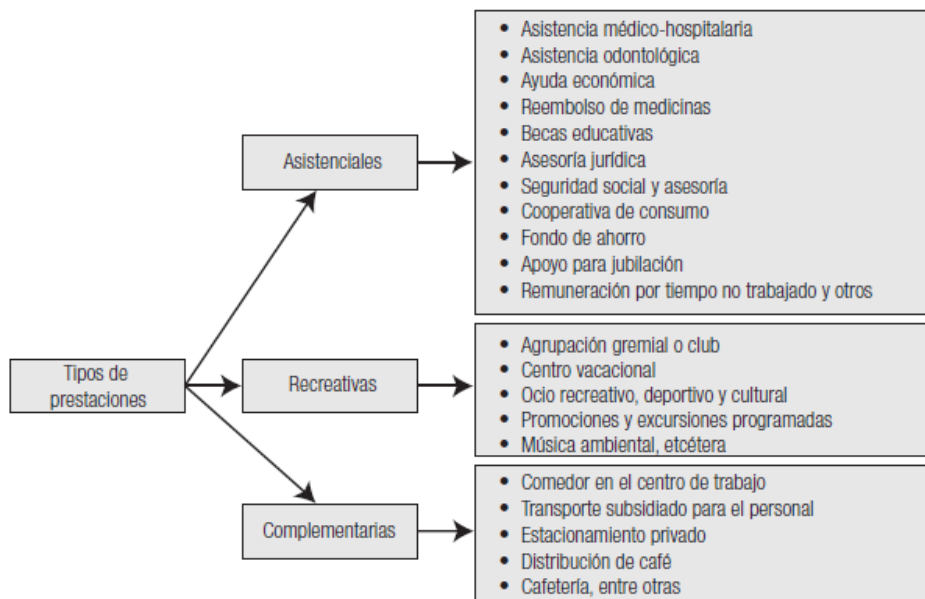 Tipos de
prestaciones
Asistenciales
• Asistencia médico-hospitalaria
• Asistencia odontológica
• Ayuda económica
• Reembolso de medicinas
• Becas educativas
• Asesoría jurídica
• Seguridad social y asesoría
• Cooperativa de consumo
• Fondo de ahorro
• Apoyo para jubilación
• Remuneración por tiempo no trabajado y otros
Recreativas
• Agrupación gremial o club
• Centro vacacional
• Ocio recreativo, deportivo y cultural
• Promociones y excursiones programadas
• Música ambiental, etcétera
Complementarias
• Comedor en el centro de trabajo
• Transporte subsidiado para el personal
• Estacionamiento privado
• Distribución de café
• Cafetería, entre otras